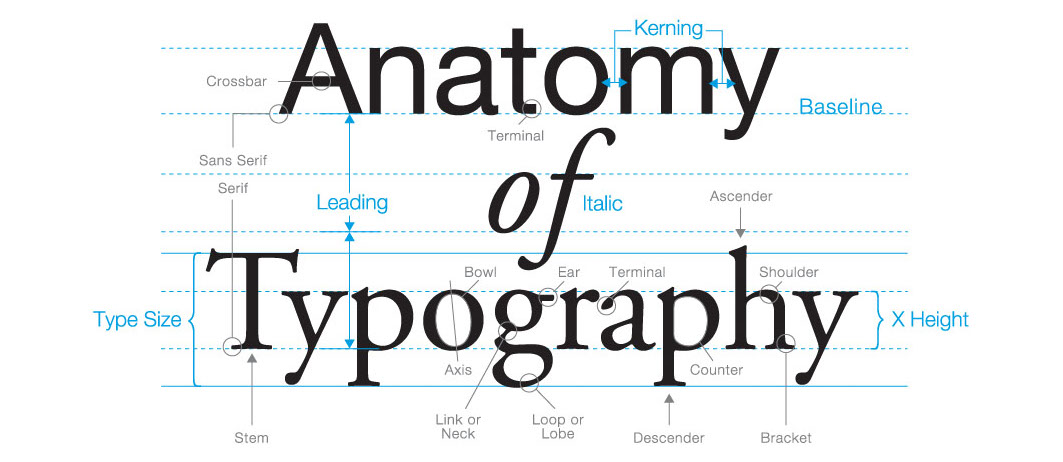 Kerning
Anatomy
Crossbar
Baseline
Terminal
Sans Serif
Serif
Leading
of
Italic
Ascender
Bowl
Ear
Terminal
Shoulder
Typography
Type Size
X Height
Axis
Counter
Link or
Neck
Loop or
Lobe
Stem
Descender
Bracket